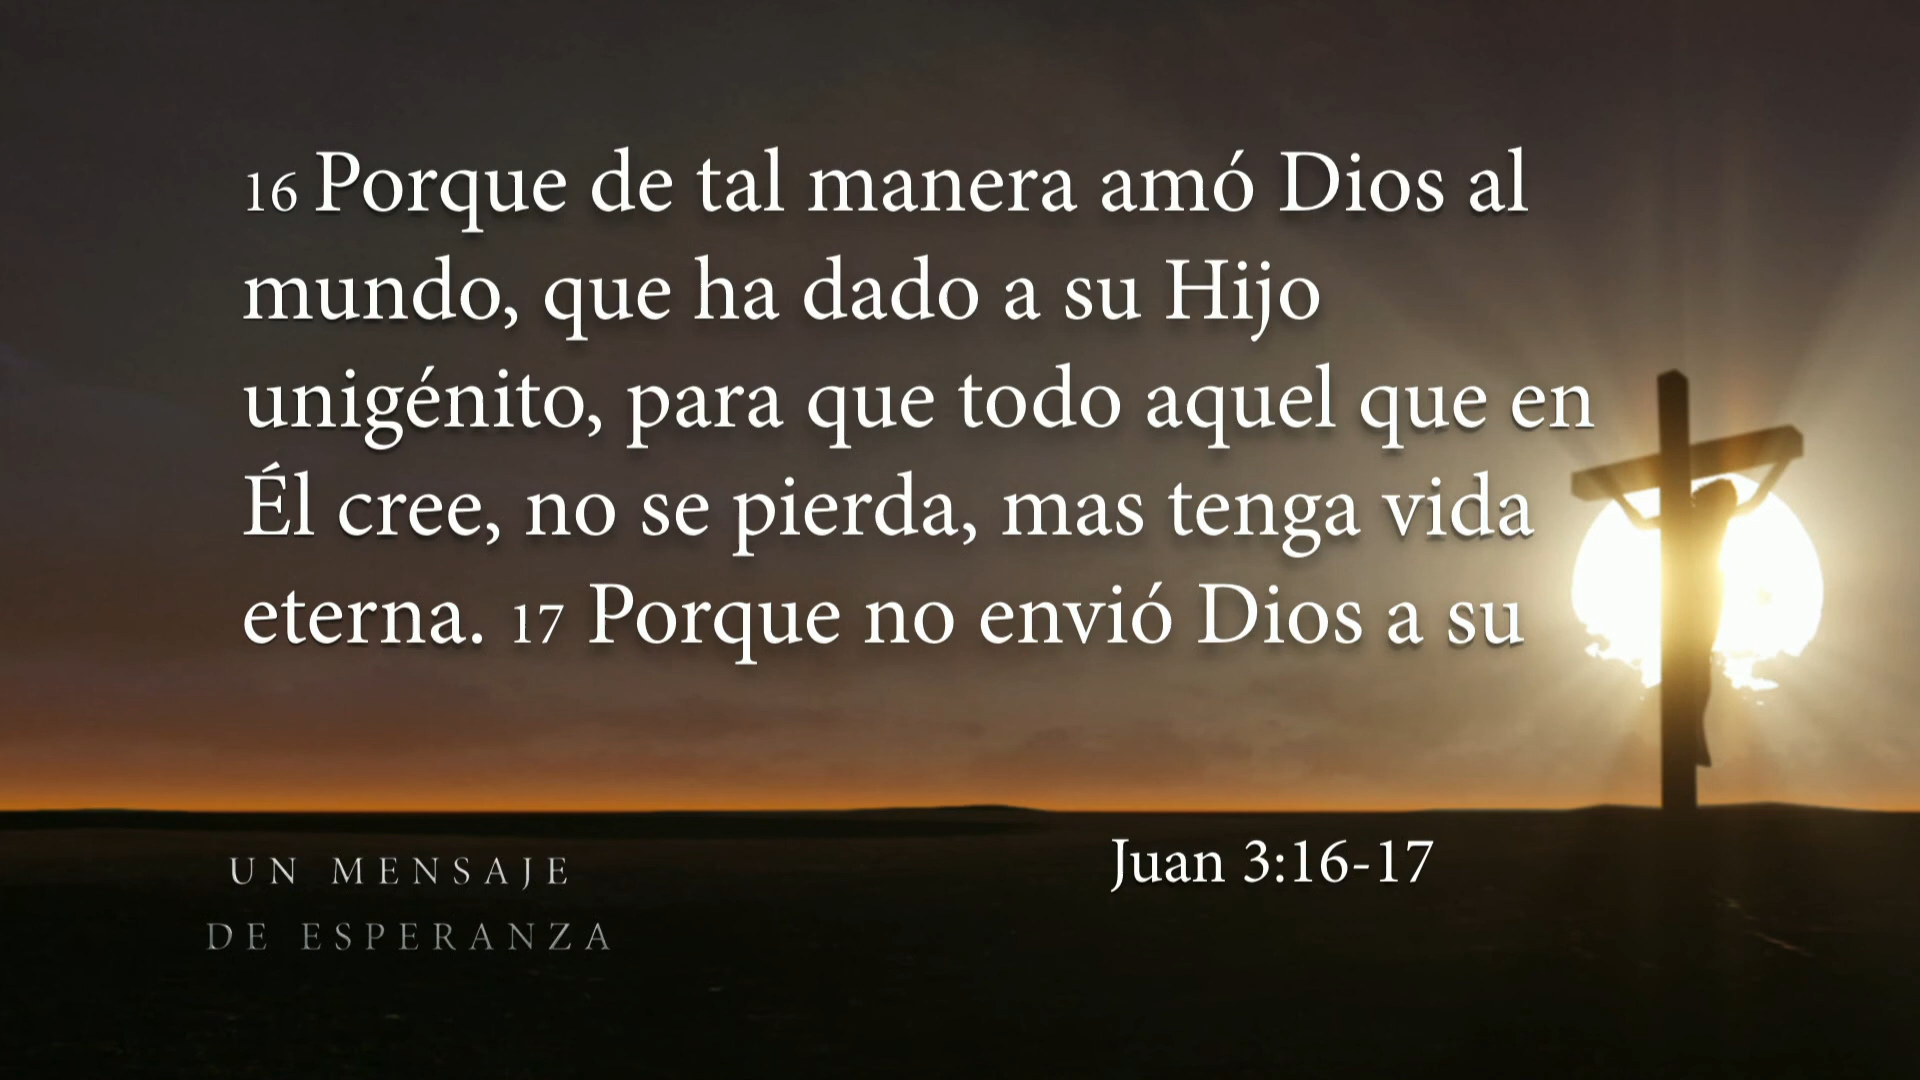 16 Porque de tal manera amó Dios al
mundo, que ha dado a su Hijo
unigénito, para que todo aquel que en
Él cree, no se pierda, mas tenga vida
eterna. 17 Porque no envió Dios a su
Juan 3:16-17
UN MENSAJE
DE ESPERANZA